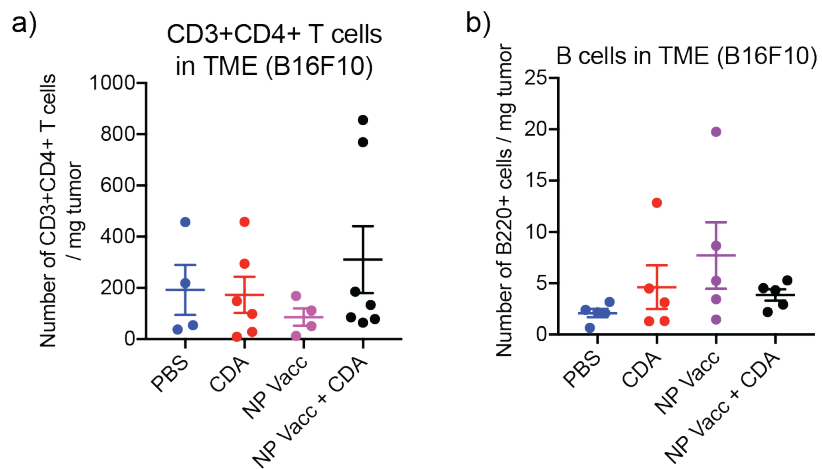 a)
CD3+CD4+ T cells
in TME (B16F10)
Number of CD3+CD4+ T cells
/ mg tumor
1000
800
600
400
200
0
PBS
CDA
NP Vacc
NP Vacc + CDA
b)
B cells in TME (B16F10)
Number of B220+ cells / mg tumor
25
20
15
10
5
0
PBS
CDA
NP Vacc
NP Vacc + CDA